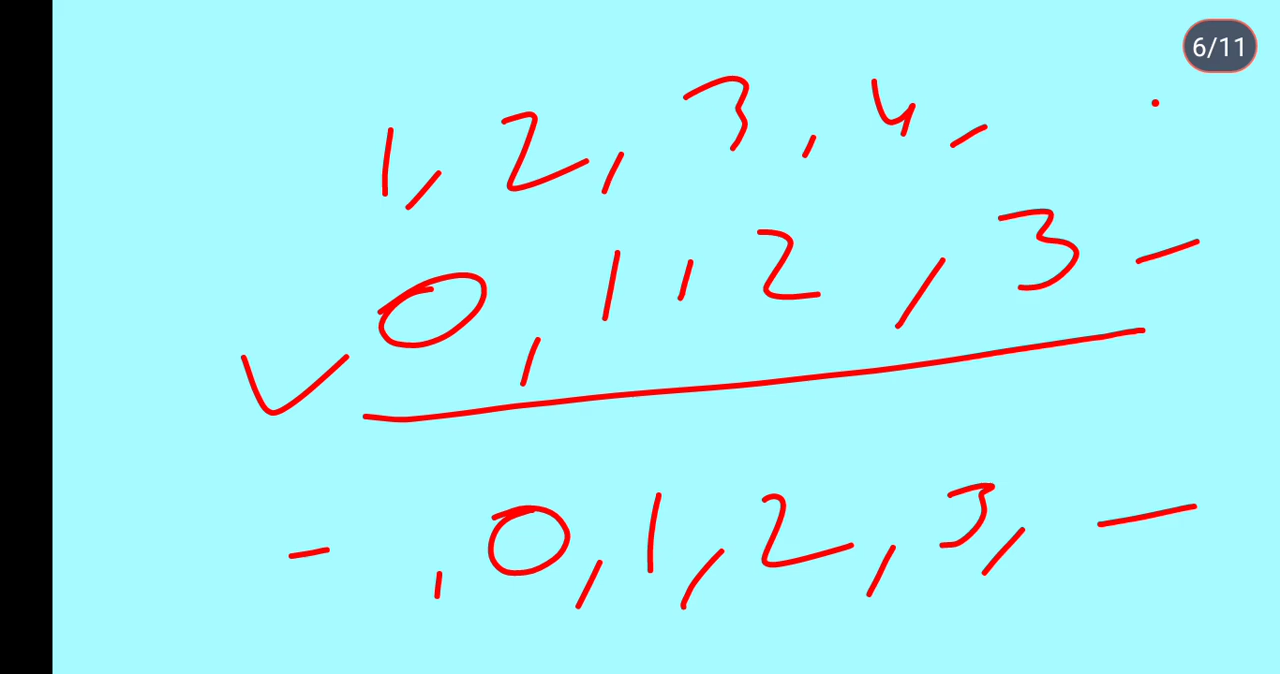 6/11
1, 2, 3, 4, -
0, 1, 2, 3 -
- , 0, 1, 2, 3, -